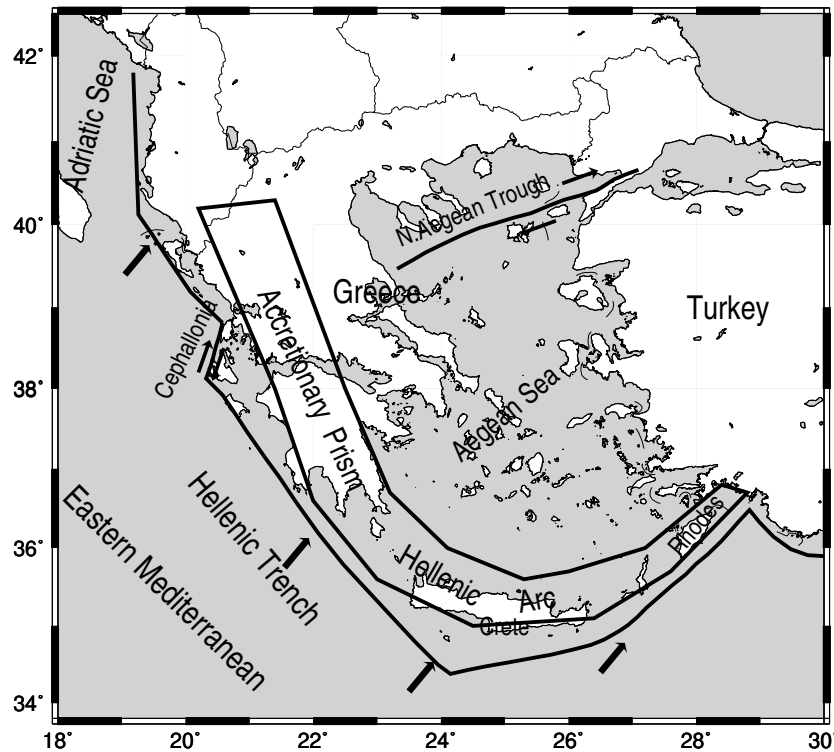 42°
40°
38°
36°
34°
18°
20°
22°
24°
26°
28°
30
Adriatic Sea
N.Aegean Trough
Greece
Turkey
Cephallonia
Accretionary Prism
Aegean Sea
Hellenic Trench
Eastern Mediterranean
Hellenic Arc
Crete
Rhodes